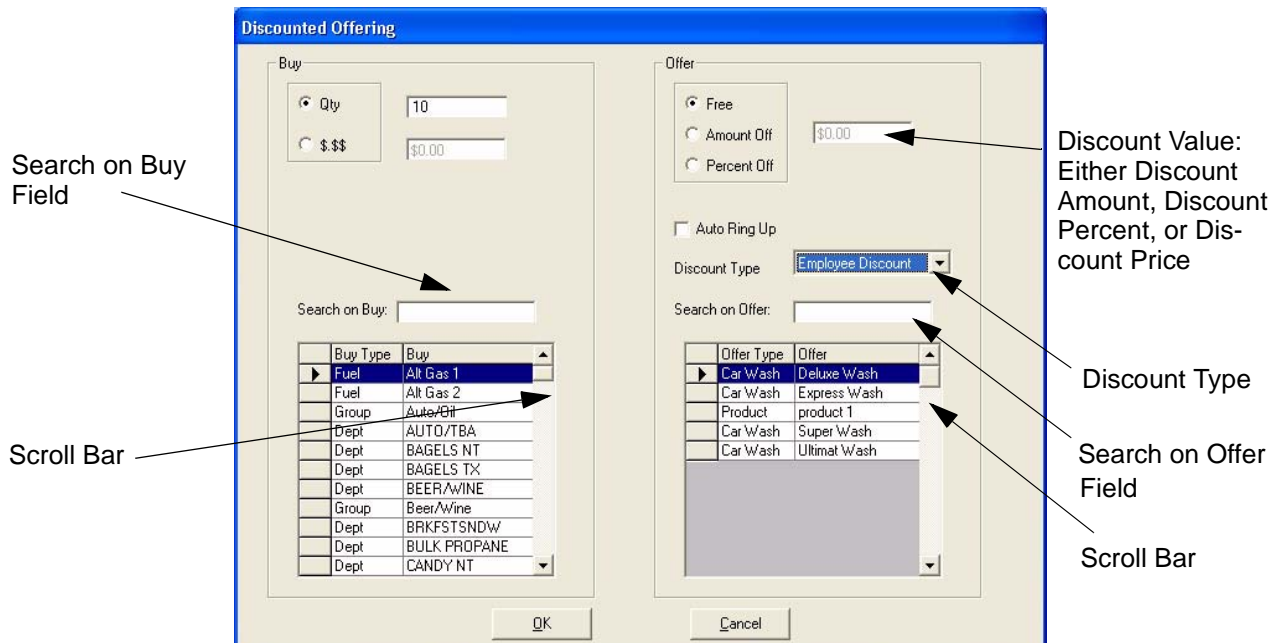 Discounted Offering
Buy
Qty
10
$.$$
$0.00
Search on Buy:
Buy Type Buy
Fuel Alt Gas 1
Fuel Alt Gas 2
Group Auto/Oil
Dept AUTO/TBA
Dept BAGELS NT
Dept BAGELS TX
Dept BEER/WINE
Group Beer/Wine
Dept BRKFSTSNDW
Dept BULK PROPANE
Dept CANDY NT
Offer
Free
Amount Off
$0.00
Percent Off
Auto Ring Up
Discount Type Employee Discount
Search on Offer:
Offer Type Offer
Car Wash Deluxe Wash
Car Wash Express Wash
Product product 1
Car Wash Super Wash
Car Wash Ultimat Wash
OK
Cancel
Search on Buy
Field
Scroll Bar
Discount Value:
Either Discount
Amount, Discount
Percent, or Dis-
count Price
Discount Type
Search on Offer
Field
Scroll Bar